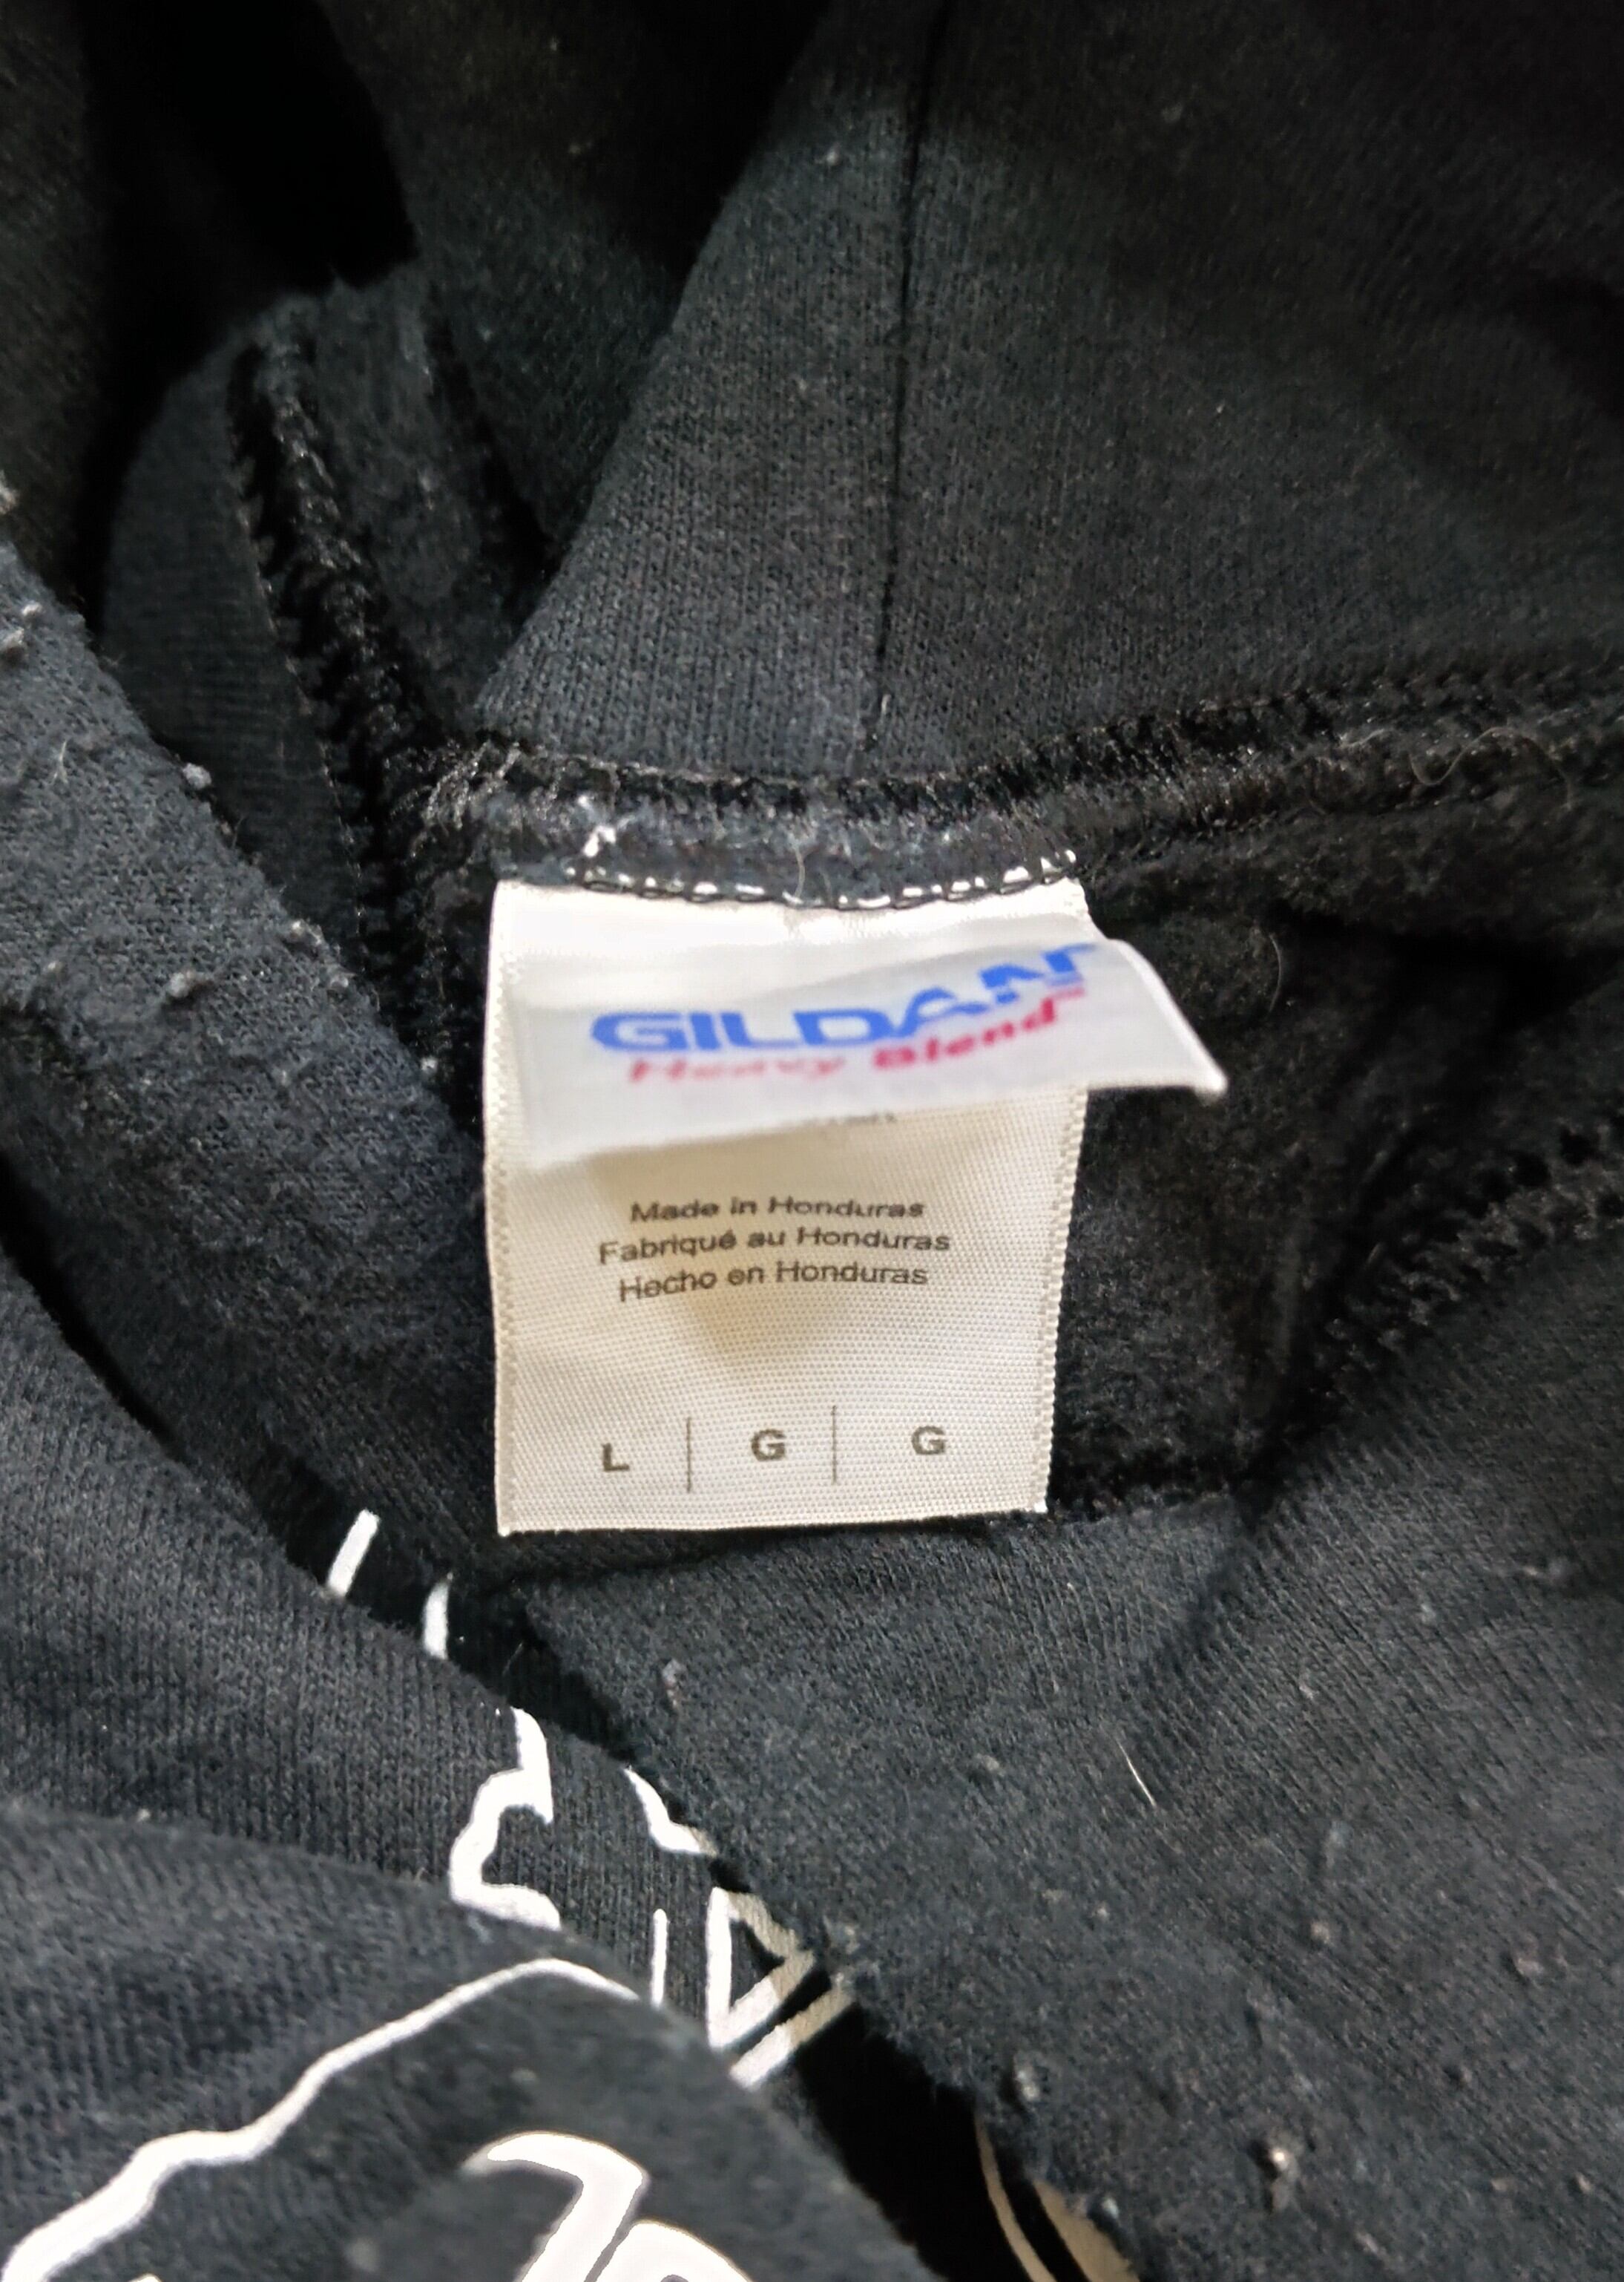 GILDAN
Heavy Blend
Made in Honduras
Fabriqué au Honduras
Hecho en Honduras
L | G | G